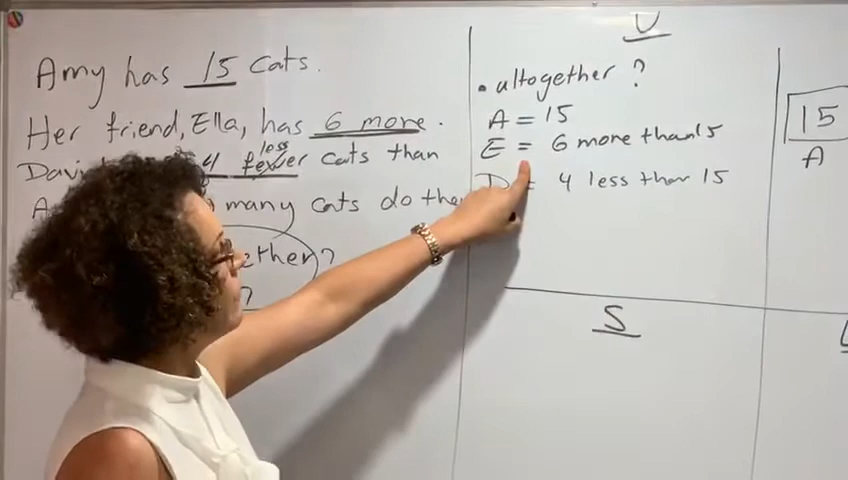 Amy has 15 cats.
Her friend, Ella, has 6 more.
less
4 fewer cats than
many cats do the
ether?
?
U
• altogether?
A = 15
E = 6 more than 15
D = 4 less than 15
S
15
A